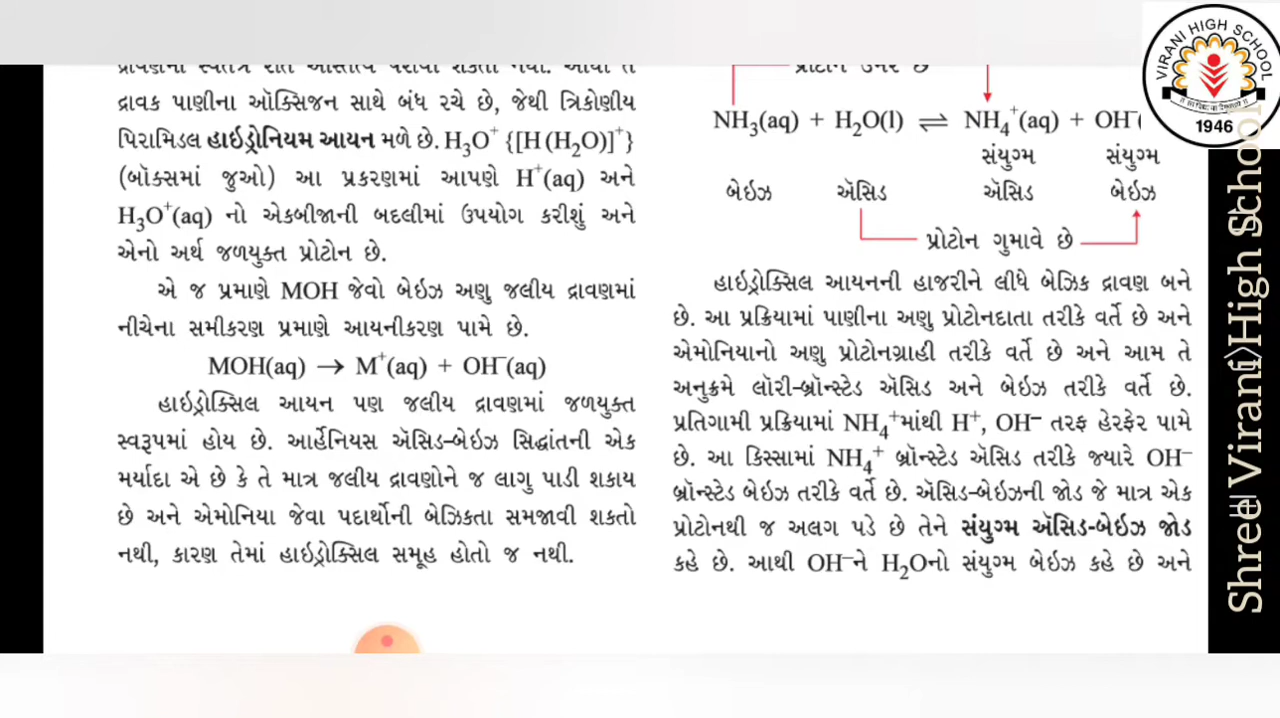 દ્રાવક પાણીના ઑક્સિજન સાથે બંધ રચે છે, જેથી ત્રિકોણીય
પિરામિડલ હાઇડ્રોનિયમ આયન મળે છે. H₃O⁺ {[H(H₂O)]⁺}
(બૉક્સમાં જુઓ) આ પ્રકરણમાં આપણે H⁺(aq) અને
H₃O⁺(aq) નો એકબીજાની બદલીમાં ઉપયોગ કરીશું અને
એનો અર્થ જળયુક્ત પ્રોટોન છે.
એ જ પ્રમાણે MOH જેવો બેઇઝ અણુ જલીય દ્રાવણમાં
નીચેના સમીકરણ પ્રમાણે આયનીકરણ પામે છે.
MOH(aq) → M⁺(aq) + OH⁻(aq)
હાઇડ્રોક્સિલ આયન પણ જલીય દ્રાવણમાં જળયુક્ત
સ્વરૂપમાં હોય છે. આર્હેનિયસ ઍસિડ-બેઇઝ સિદ્ધાંતની એક
મર્યાદા એ છે કે તે માત્ર જલીય દ્રાવણોને જ લાગુ પાડી શકાય
છે અને એમોનિયા જેવા પદાર્થોની બેઝિકતા સમજાવી શકતો
નથી, કારણ તેમાં હાઇડ્રોક્સિલ સમૂહ હોતો જ નથી.
NH₃(aq) + H₂O(l) ⇌ NH₄⁺(aq) + OH⁻(
સંયુગ્મ સંયુગ્મ
બેઇઝ ઍસિડ ઍસિડ બેઇઝ
પ્રોટોન ગુમાવે છે
હાઇડ્રોક્સિલ આયનની હાજરીને લીધે બેઝિક દ્રાવણ બને
છે. આ પ્રક્રિયામાં પાણીના અણુ પ્રોટોનદાતા તરીકે વર્તે છે અને
એમોનિયાનો અણુ પ્રોટોનગ્રાહી તરીકે વર્તે છે અને આમ તે
અનુક્રમે લૉરી-બ્રૉન્સ્ટેડ ઍસિડ અને બેઇઝ તરીકે વર્તે છે.
પ્રતિગામી પ્રક્રિયામાં NH₄⁺માંથી H⁺, OH⁻ તરફ હેરફેર પામે
છે. આ કિસ્સામાં NH₄⁺ બ્રૉન્સ્ટેડ ઍસિડ તરીકે જ્યારે OH⁻
બ્રૉન્સ્ટેડ બેઇઝ તરીકે વર્તે છે. ઍસિડ-બેઇઝની જોડ જે માત્ર એક
પ્રોટોનથી જ અલગ પડે છે તેને સંયુગ્મ ઍસિડ-બેઇઝ જોડ
કહે છે. આથી OH⁻ને H₂Oનો સંયુગ્મ બેઇઝ કહે છે અને
VIRANI HIGH SCHOOL
1946
Shree Virani High School